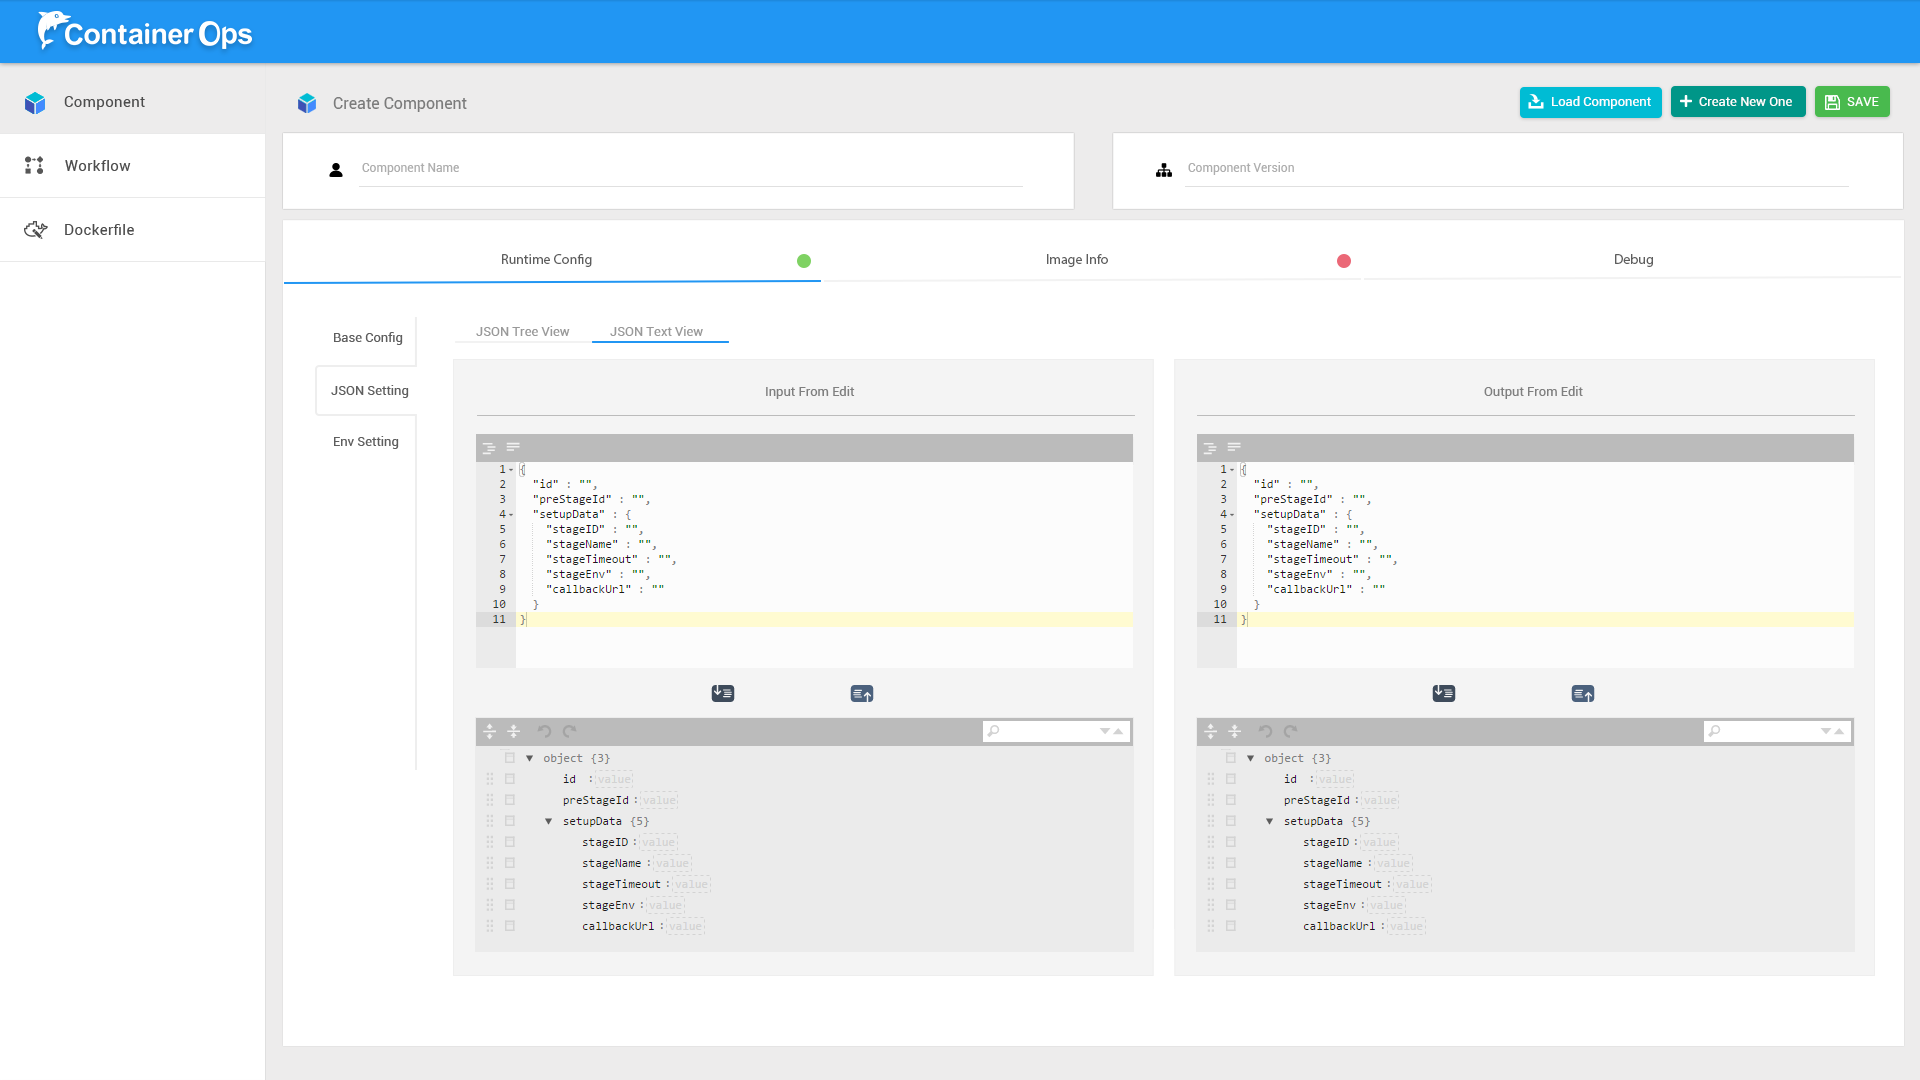 Container Ops
Component
Workflow
Dockerfile
Create Component
Load Component
Create New One
SAVE
Component Name
Component Version
Runtime Config
Image Info
Debug
Base Config
JSON Setting
Env Setting
JSON Tree View
JSON Text View
Input From Edit
1 {
2 "id" : "",
3 "preStageId" : "",
4 "setupData" : {
5 "stageID" : "",
6 "stageName" : "",
7 "stageTimeout" : "",
8 "stageEnv" : "",
9 "callbackUrl" : ""
10 }
11 }
object {3}
id : value
preStageId : value
setupData {5}
stageID : value
stageName : value
stageTimeout : value
stageEnv : value
callbackUrl : value
Output From Edit
1 {
2 "id" : "",
3 "preStageId" : "",
4 "setupData" : {
5 "stageID" : "",
6 "stageName" : "",
7 "stageTimeout" : "",
8 "stageEnv" : "",
9 "callbackUrl" : ""
10 }
11 }
object {3}
id : value
preStageId : value
setupData {5}
stageID : value
stageName : value
stageTimeout : value
stageEnv : value
callbackUrl : value